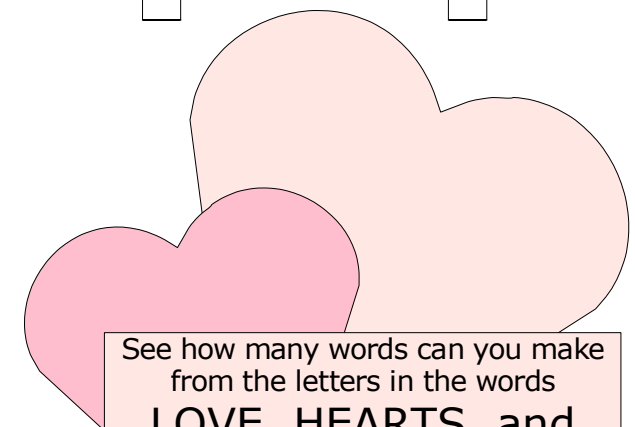 See how many words can you make
from the letters in the words
LOVE, HEARTS, and